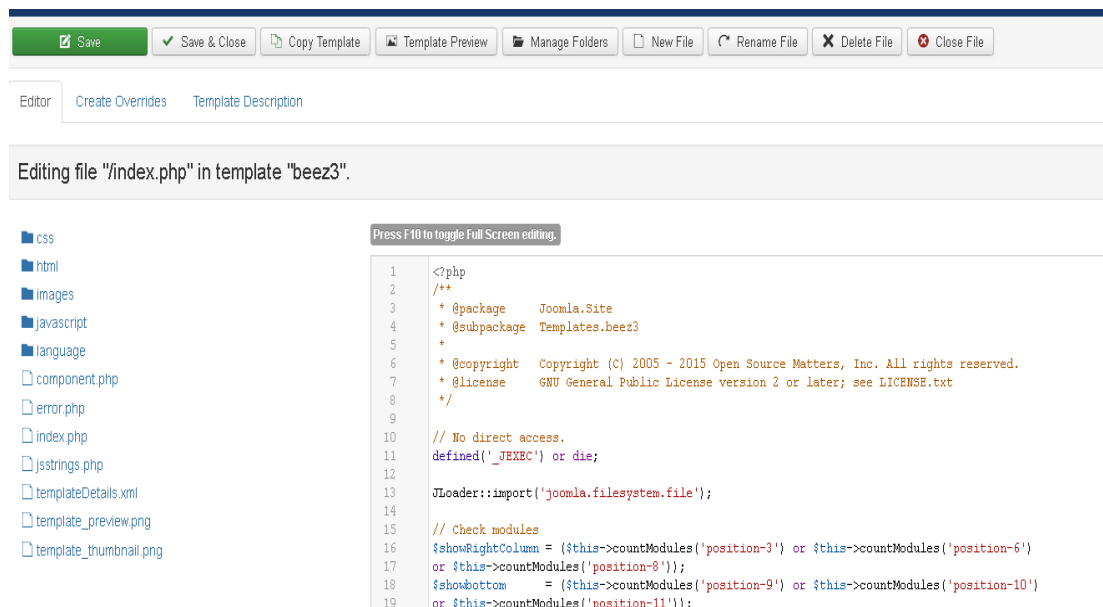 Save Save & Close Copy Template Template Preview Manage Folders New File Rename File Delete File Close File
Editor Create Overrides Template Description
Editing file "/index.php" in template "beez3".
css
html
images
javascript
language
component.php
error.php
index.php
jsstrings.php
templateDetails.xml
template_preview.png
template_thumbnail.png
Press F10 to toggle Full Screen editing.
1 <?php
2 /**
3 * @package Joomla.Site
4 * @subpackage Templates.beez3
5 *
6 * @copyright Copyright (C) 2005 - 2015 Open Source Matters, Inc. All rights reserved.
7 * @license GNU General Public License version 2 or later; see LICENSE.txt
8 */
9
10 // No direct access.
11 defined('_JEXEC') or die;
12
13 JLoader::import('joomla.filesystem.file');
14
15 // Check modules
16 $showRightColumn = ($this->countModules('position-3') or $this->countModules('position-6')
17 or $this->countModules('position-8'));
18 $showbottom = ($this->countModules('position-9') or $this->countModules('position-10')
19 or $this->countModules('position-11'));